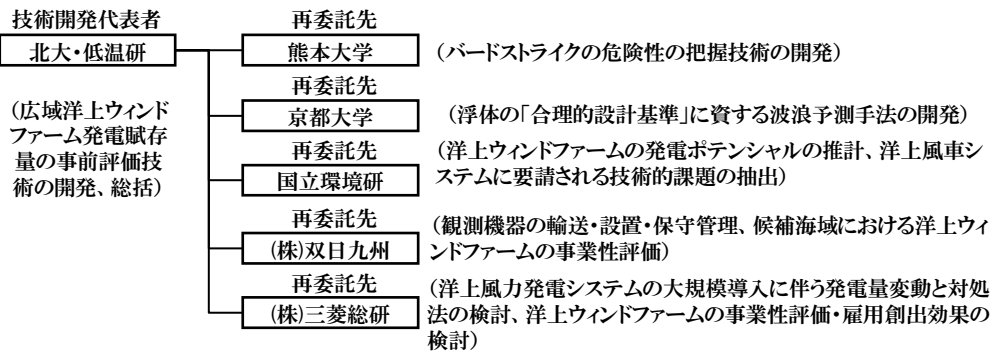 技術開発代表者
北大・低温研
（広域洋上ウィンド
ファーム発電賦存
量の事前評価技
術の開発、総括）
再委託先
熊本大学
（バードストライクの危険性の把握技術の開発）
再委託先
京都大学
（浮体の「合理的設計基準」に資する波浪予測手法の開発）
再委託先
国立環境研
（洋上ウィンドファームの発電ポテンシャルの推計、洋上風車シ
ステムに要請される技術的課題の抽出）
再委託先
(株)双日九州
（観測機器の輸送・設置・保守管理、候補海域における洋上ウィ
ンドファームの事業性評価）
再委託先
(株)三菱総研
（洋上風力発電システムの大規模導入に伴う発電量変動と対処
法の検討、洋上ウィンドファームの事業性評価・雇用創出効果の
検討）